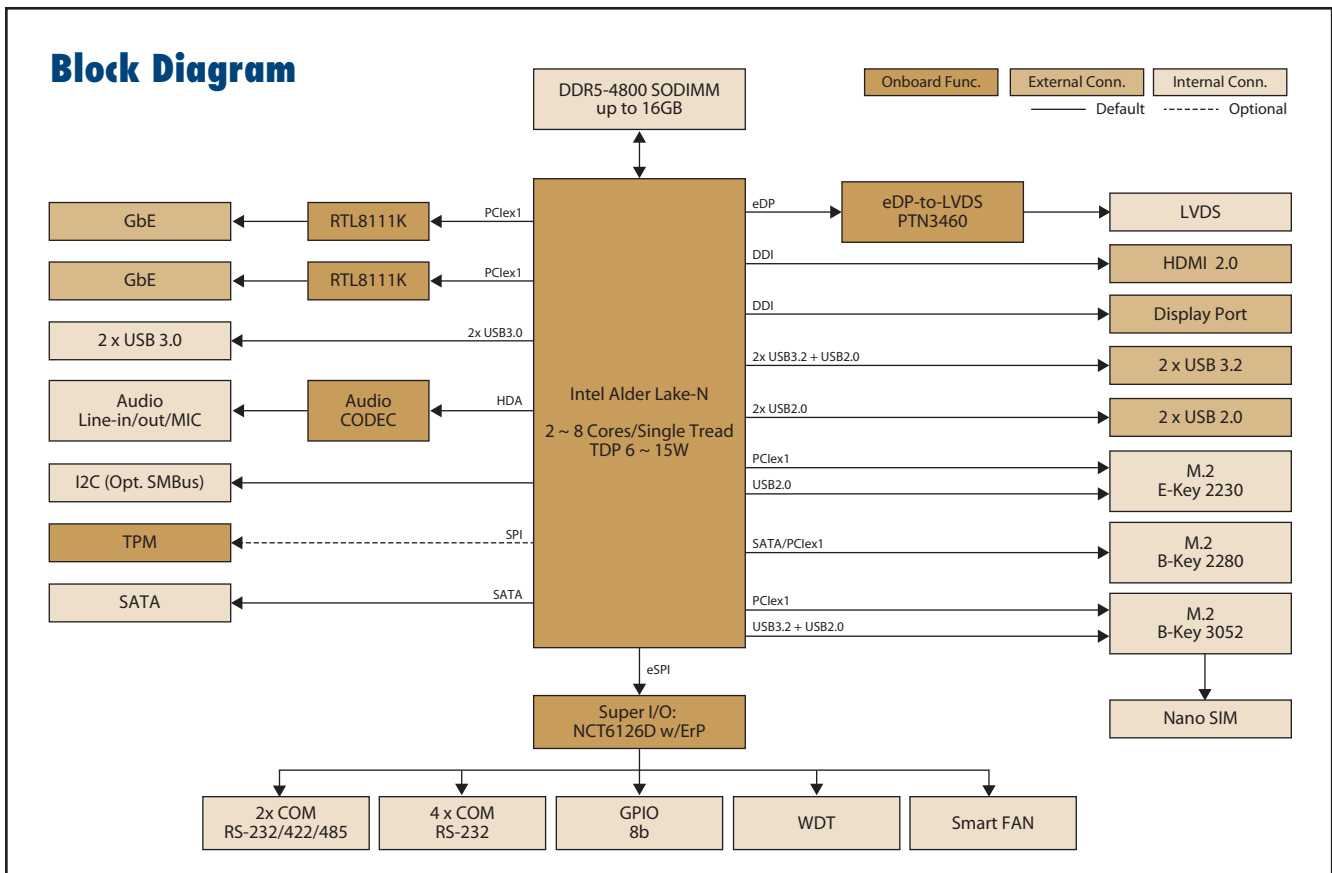 Block Diagram
DDR5-4800 SODIMM
up to 16GB
Onboard Func.
External Conn.
Internal Conn.
Default
Optional
GbE
RTL8111K
PCIex1
GbE
RTL8111K
PCIex1
2 x USB 3.0
2x USB3.0
Audio
Line-in/out/MIC
Audio
CODEC
HDA
I2C (Opt. SMBus)
TPM
SPI
SATA
SATA
Intel Alder Lake-N
2 ~ 8 Cores/Single Tread
TDP 6 ~ 15W
eDP
eDP-to-LVDS
PTN3460
LVDS
DDI
HDMI 2.0
DDI
Display Port
2x USB3.2 + USB2.0
2 x USB 3.2
2x USB2.0
2 x USB 2.0
PCIex1
USB2.0
M.2
E-Key 2230
SATA/PCIex1
M.2
B-Key 2280
PCIex1
USB3.2 + USB2.0
M.2
B-Key 3052
Nano SIM
eSPI
Super I/O:
NCT6126D w/ErP
2x COM
RS-232/422/485
4 x COM
RS-232
GPIO
8b
WDT
Smart FAN